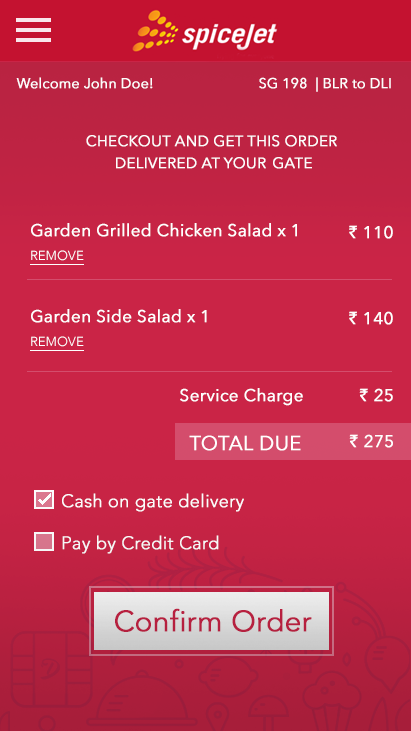 spiceJet
Welcome John Doe!
SG 198 | BLR to DLI
CHECKOUT AND GET THIS ORDER
DELIVERED AT YOUR GATE
Garden Grilled Chicken Salad x 1
₹ 110
REMOVE
Garden Side Salad x 1
₹ 140
REMOVE
Service Charge
₹ 25
TOTAL DUE
₹ 275
Cash on gate delivery
Pay by Credit Card
Confirm Order